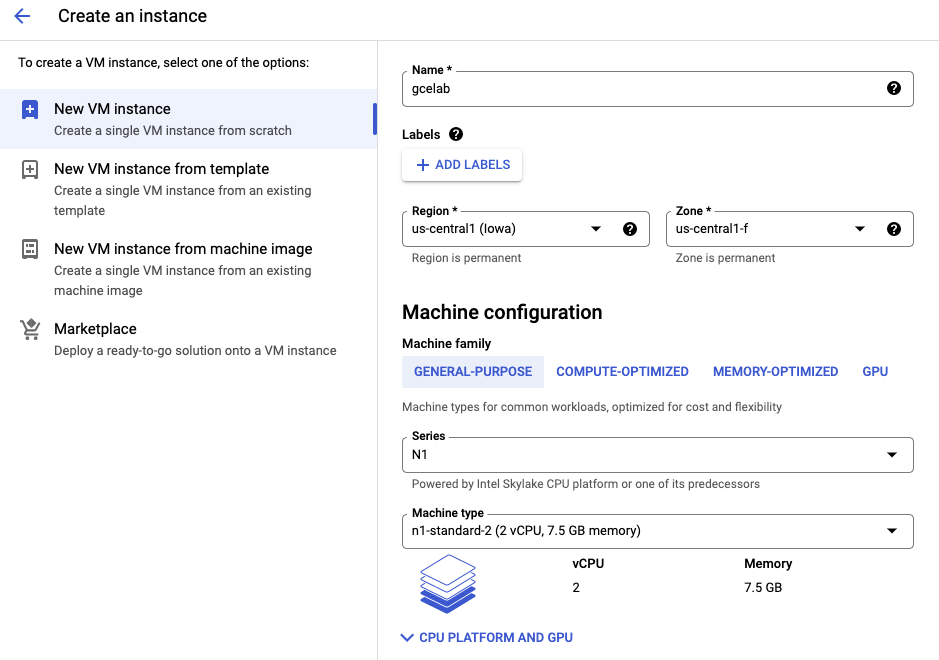 Create an instance
To create a VM instance, select one of the options:
New VM instance
Create a single VM instance from scratch
New VM instance from template
Create a single VM instance from an existing
template
New VM instance from machine image
Create a single VM instance from an existing
machine image
Marketplace
Deploy a ready-to-go solution onto a VM instance
Name *
gcelab
Labels
ADD LABELS
Region *
us-central1 (Iowa)
Region is permanent
Zone *
us-central1-f
Zone is permanent
Machine configuration
Machine family
GENERAL-PURPOSE COMPUTE-OPTIMIZED MEMORY-OPTIMIZED GPU
Machine types for common workloads, optimized for cost and flexibility
Series
N1
Powered by Intel Skylake CPU platform or one of its predecessors
Machine type
n1-standard-2 (2 vCPU, 7.5 GB memory)
vCPU Memory
2 7.5 GB
CPU PLATFORM AND GPU